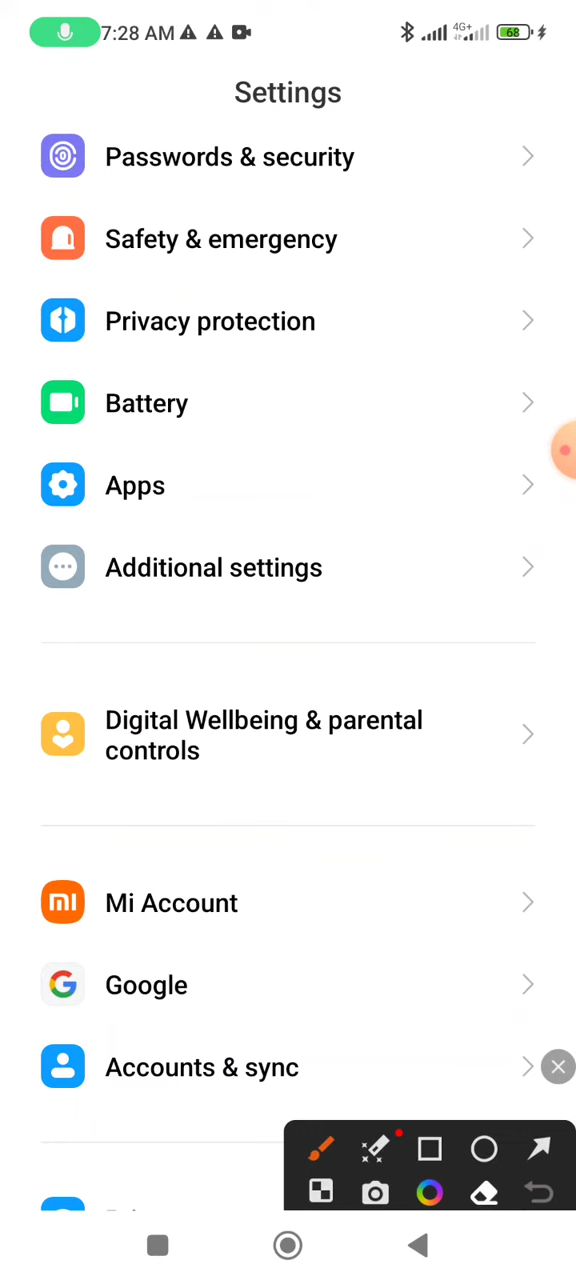 7:28 AM 4G+ 68
Settings
Passwords & security
Safety & emergency
Privacy protection
Battery
Apps
Additional settings
Digital Wellbeing & parental
controls
Mi Account
Google
Accounts & sync